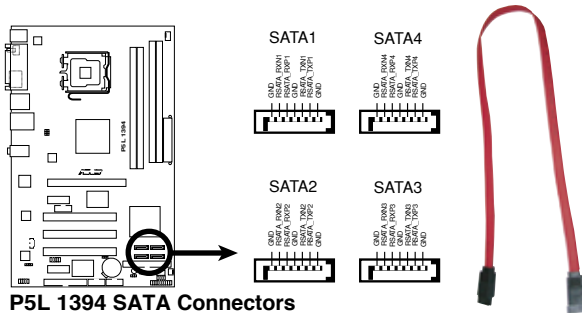 SATA1
GND
RSATA_RXN1
RSATA_RXP1
GND
RSATA_TXN1
RSATA_TXP1
GND
SATA4
GND
RSATA_RXN4
RSATA_RXP4
GND
RSATA_TXN4
RSATA_TXP4
GND
P5L 1394
ASUS
SATA2
GND
RSATA_RXN2
RSATA_RXP2
GND
RSATA_TXN2
RSATA_TXP2
GND
SATA3
GND
RSATA_RXN3
RSATA_RXP3
GND
RSATA_TXN3
RSATA_TXP3
GND
P5L 1394 SATA Connectors